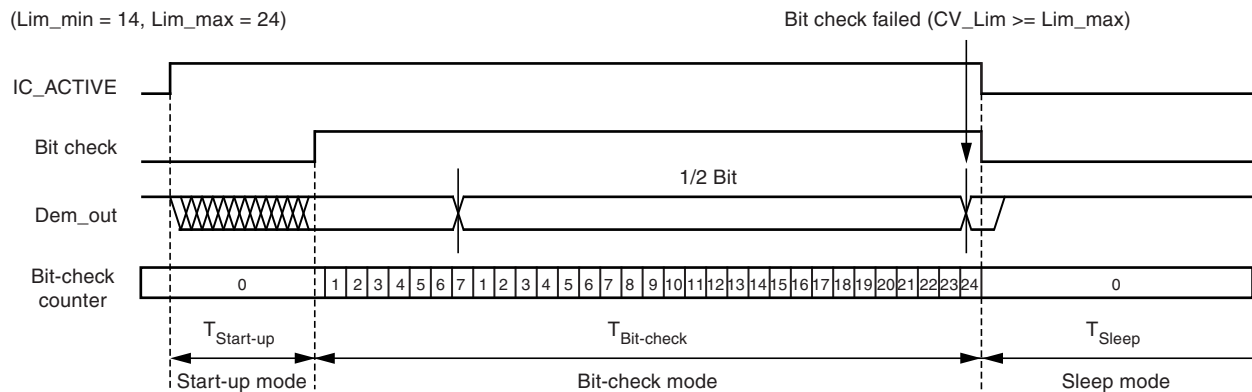 (Lim_min = 14, Lim_max = 24)
Bit check failed (CV_Lim >= Lim_max)
IC_ACTIVE
Bit check
1/2 Bit
Dem_out
Bit-check
counter
0 1 2 3 4 5 6 7 1 2 3 4 5 6 7 8 9 10 11 12 13 14 15 16 17 18 19 20 21 22 23 24 0
TStart-up TBit-check TSleep
Start-up mode Bit-check mode Sleep mode